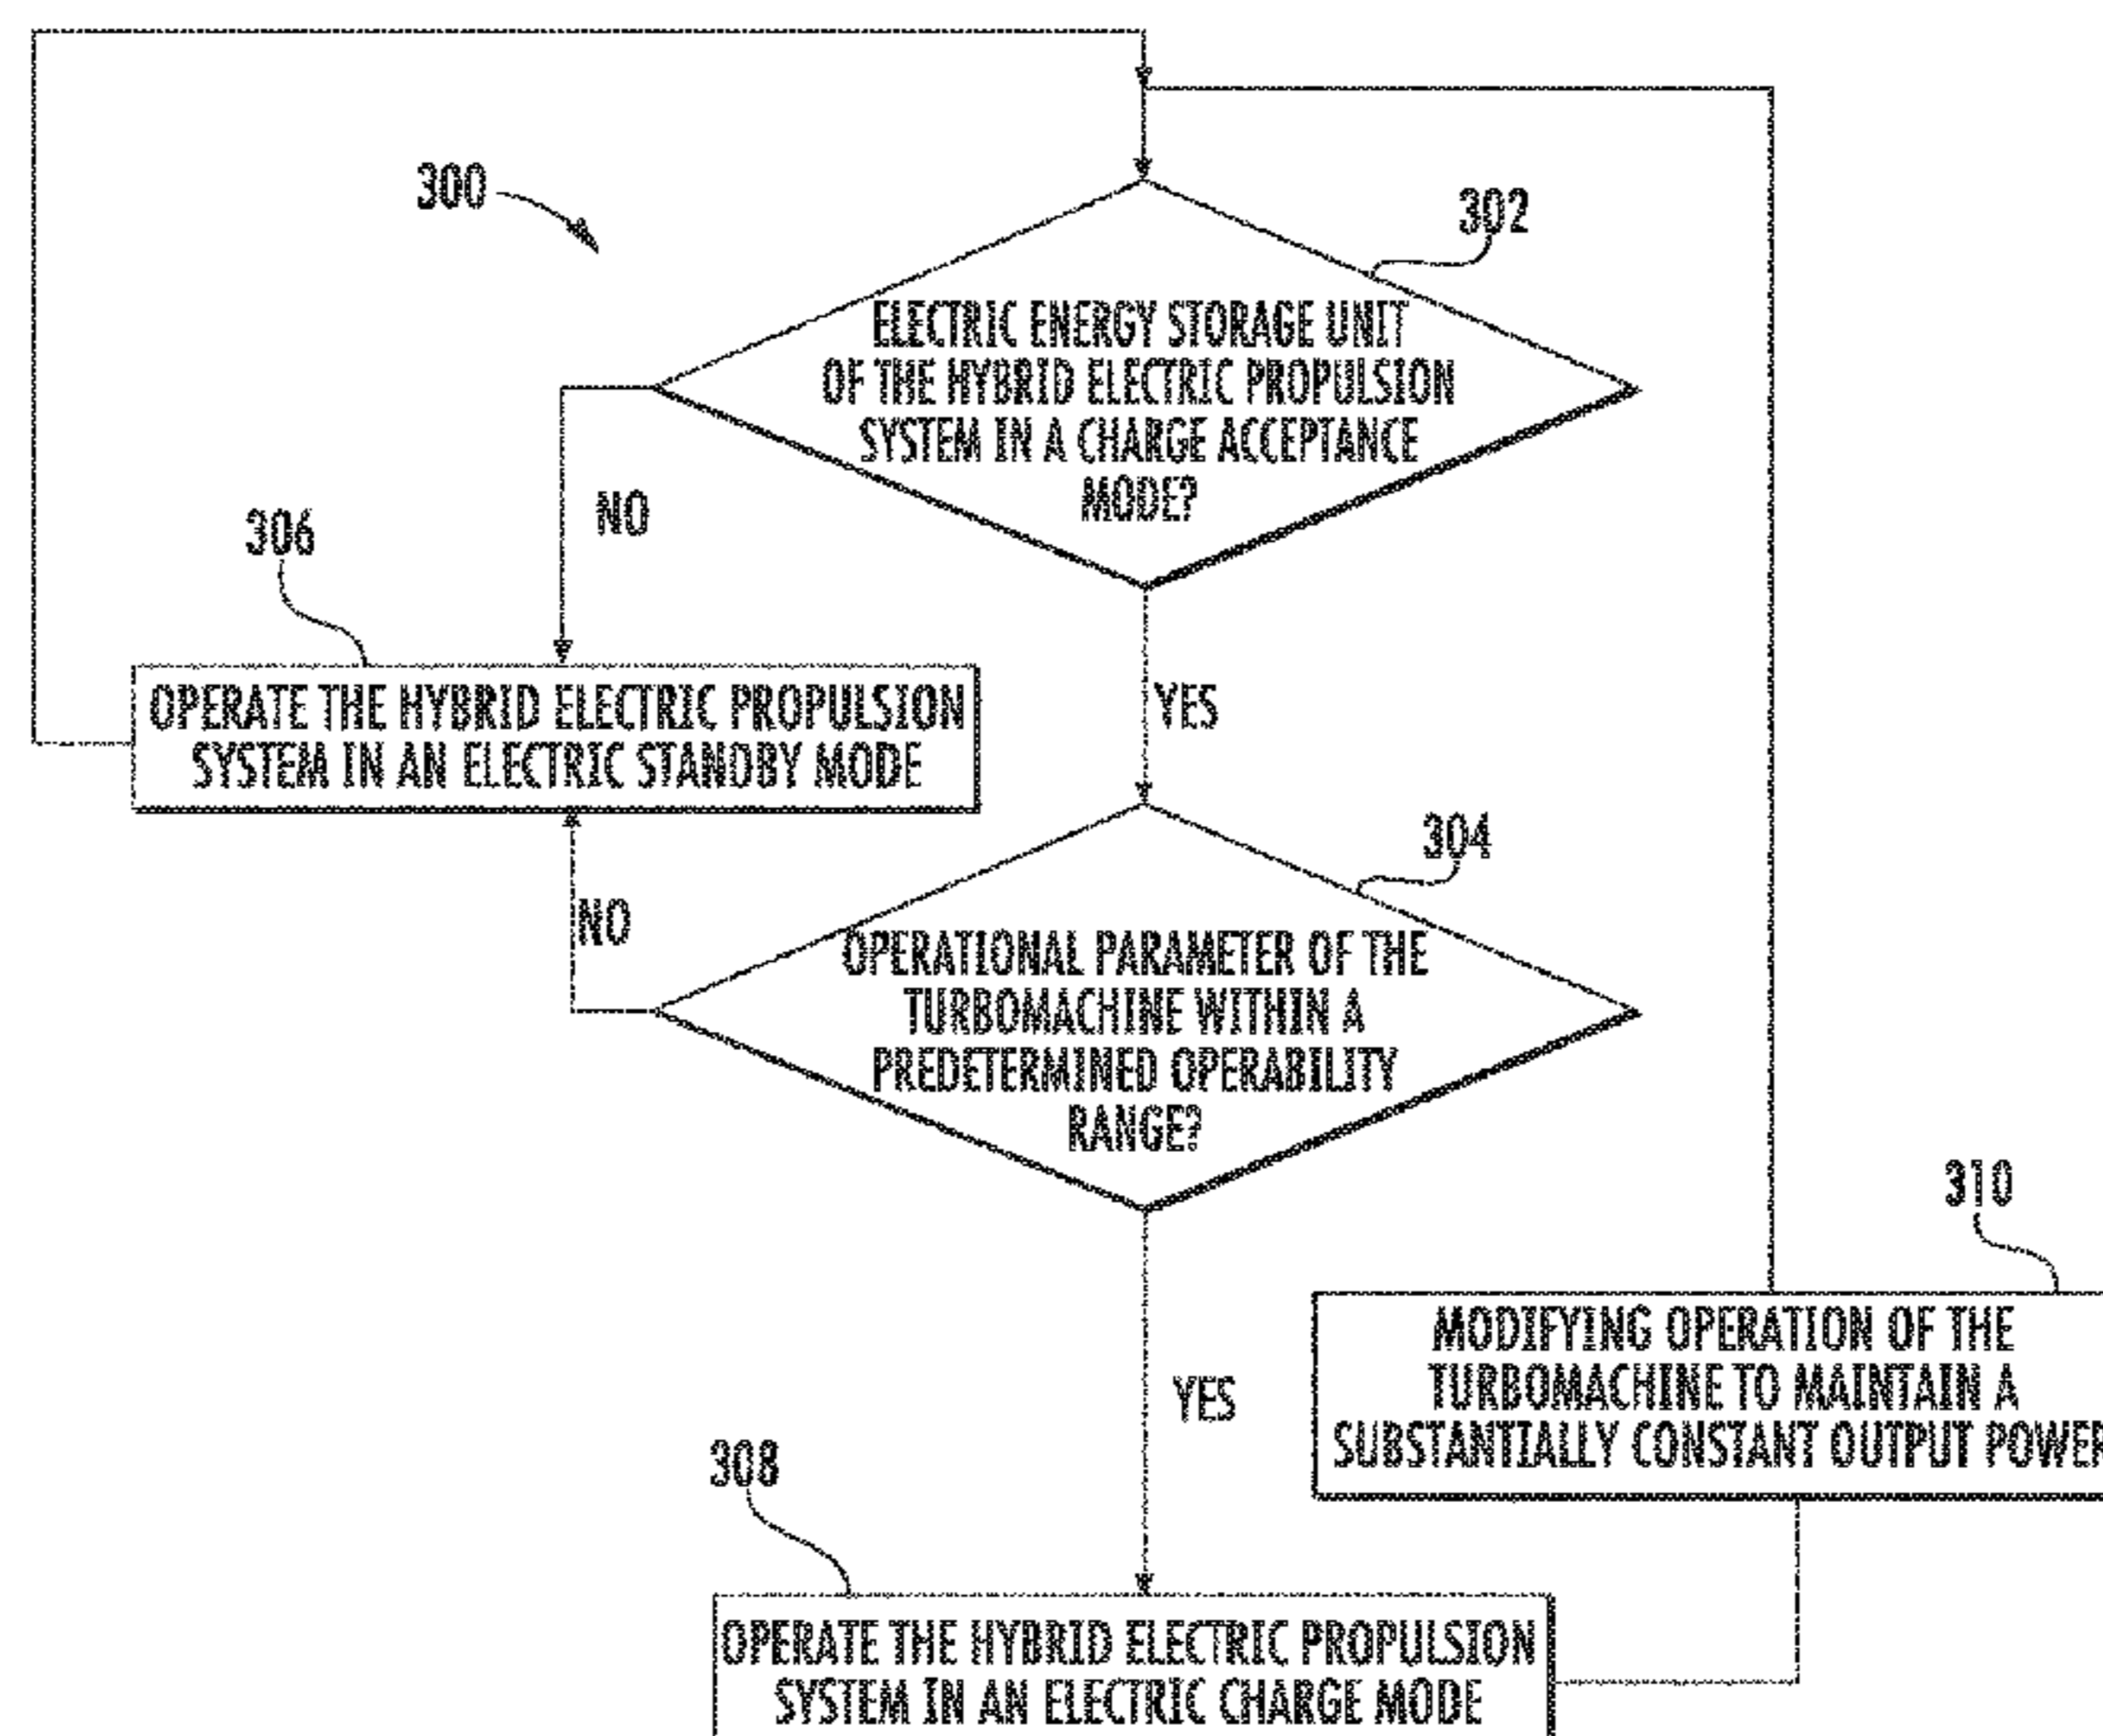 300
302
ELECTRIC ENERGY STORAGE UNIT
OF THE HYBRID ELECTRIC PROPULSION
SYSTEM IN A CHARGE ACCEPTANCE
MODE?
NO
306
OPERATE THE HYBRID ELECTRIC PROPULSION
SYSTEM IN AN ELECTRIC STANDBY MODE
YES
304
NO
OPERATIONAL PARAMETER OF THE
TURBOMACHINE WITHIN A
PREDETERMINED OPERABILITY
RANGE?
310
MODIFYING OPERATION OF THE
TURBOMACHINE TO MAINTAIN A
SUBSTANTIALLY CONSTANT OUTPUT POWER
YES
308
OPERATE THE HYBRID ELECTRIC PROPULSION
SYSTEM IN AN ELECTRIC CHARGE MODE